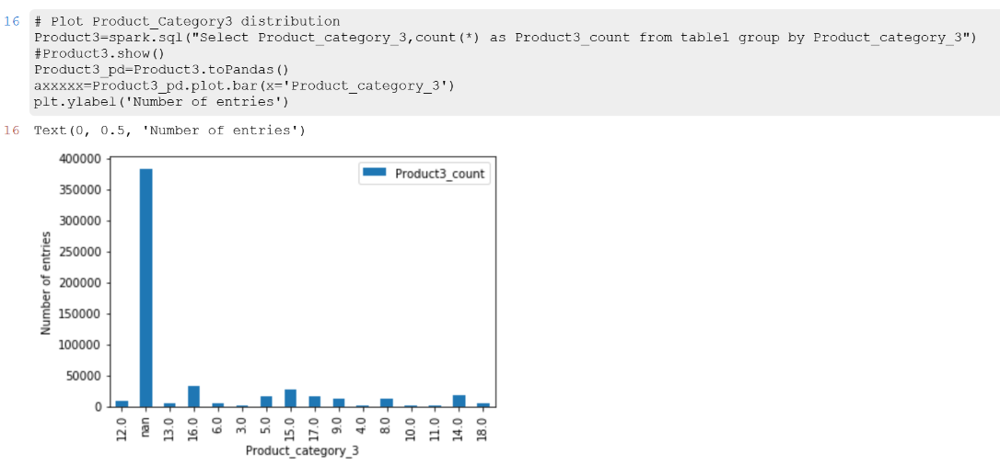 16 # Plot Product_Category3 distribution
Product3=spark.sql("Select Product_category_3,count(*) as Product3_count from table1 group by Product_category_3")
#Product3.show()
Product3_pd=Product3.toPandas()
axxxxx=Product3_pd.plot.bar(x='Product_category_3')
plt.ylabel('Number of entries')
16 Text(0, 0.5, 'Number of entries')
Product3_count
400000
350000
300000
250000
200000
150000
100000
50000
0
Number of entries
12.0 nan 13.0 16.0 6.0 3.0 5.0 15.0 17.0 9.0 4.0 8.0 10.0 11.0 14.0 18.0
Product_category_3